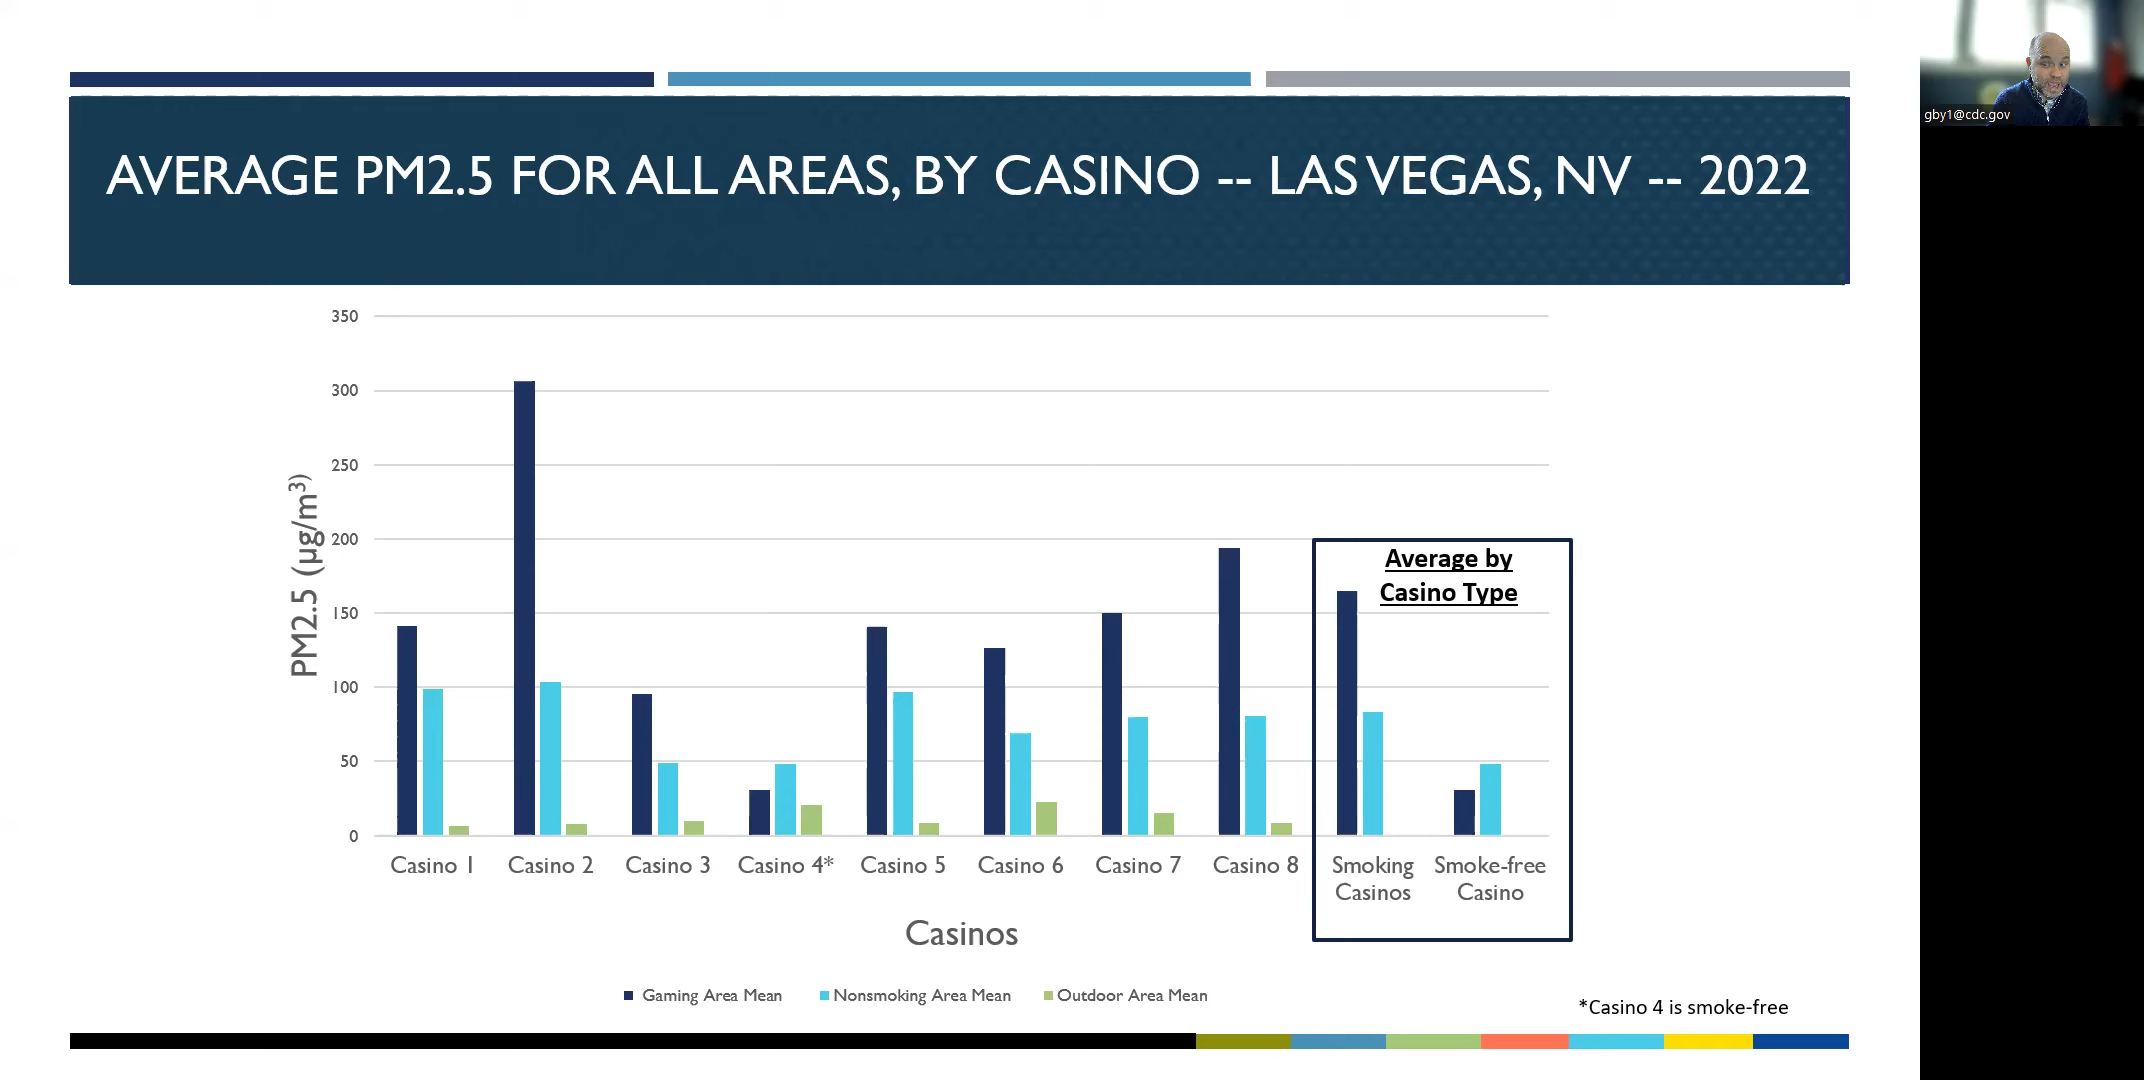 gby1@cdc.gov
AVERAGE PM2.5 FOR ALL AREAS, BY CASINO -- LAS VEGAS, NV -- 2022
350
300
250
200
150
100
50
0
PM2.5 (µg/m³)
Average by
Casino Type
Casino 1
Casino 2
Casino 3
Casino 4*
Casino 5
Casino 6
Casino 7
Casino 8
Smoking
Casinos
Smoke-free
Casino
Casinos
Gaming Area Mean
Nonsmoking Area Mean
Outdoor Area Mean
*Casino 4 is smoke-free